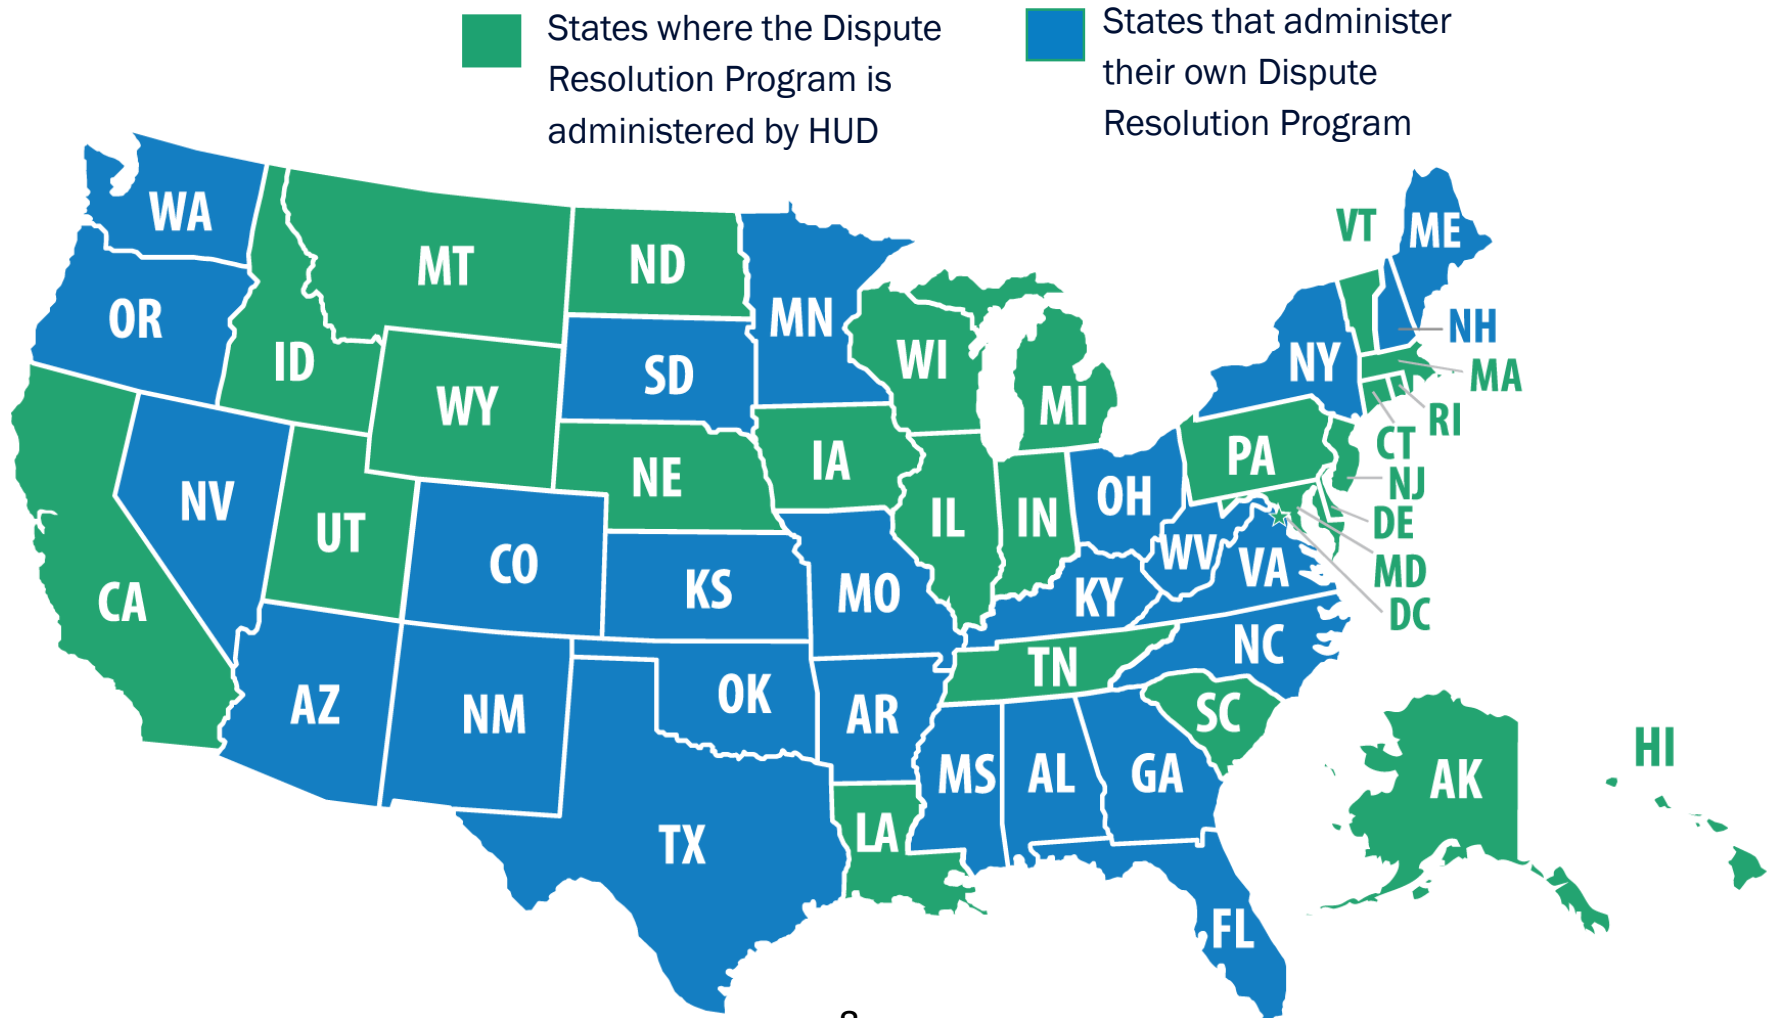 States where the Dispute
Resolution Program is
administered by HUD
States that administer
their own Dispute
Resolution Program
WA
MT
ND
MN
VT
ME
OR
ID
WY
SD
WI
MI
NY
NH
MA
RI
CT
NJ
DE
MD
DC
NV
UT
CO
NE
IA
IL
IN
OH
PA
CA
KS
MO
KY
WV
VA
AZ
NM
OK
AR
TN
NC
SC
TX
LA
MS
AL
GA
FL
AK
HI